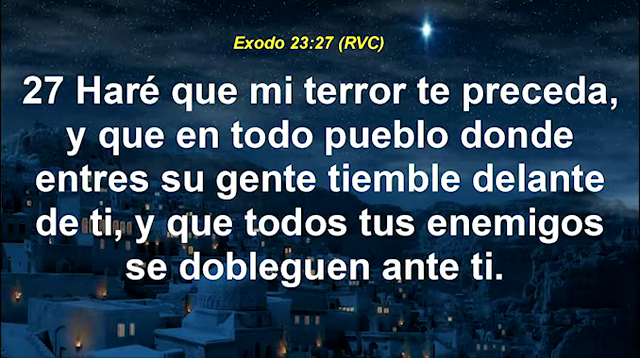 Exodo 23:27 (RVC)
27 Haré que mi terror te preceda,
y que en todo pueblo donde
entres su gente tiemble delante
de ti, y que todos tus enemigos
se dobleguen ante ti.